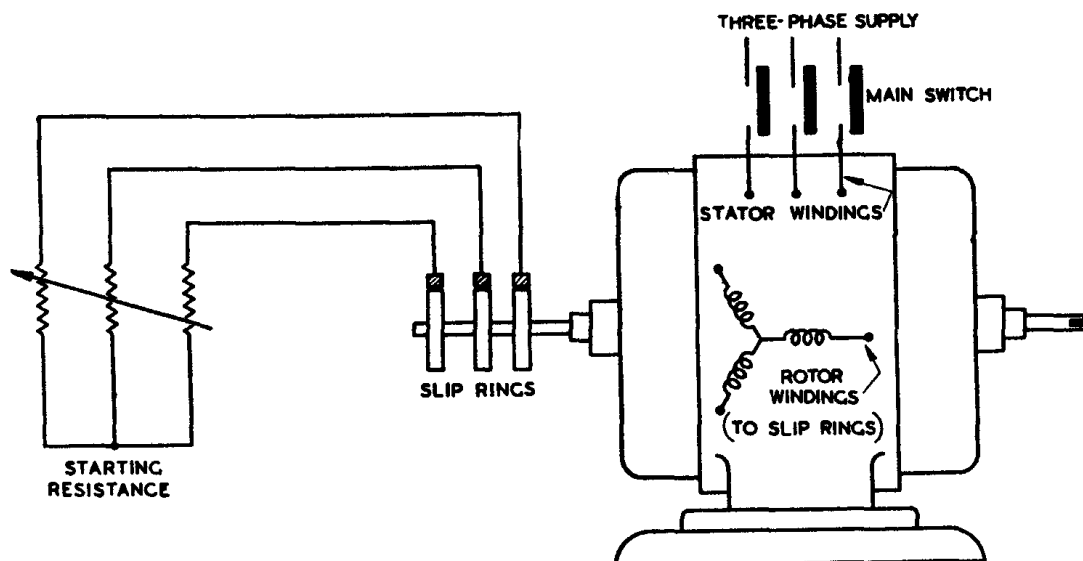 THREE-PHASE SUPPLY
MAIN SWITCH
STATOR WINDINGS
SLIP RINGS
ROTOR
WINDINGS
(TO SLIP RINGS)
STARTING
RESISTANCE